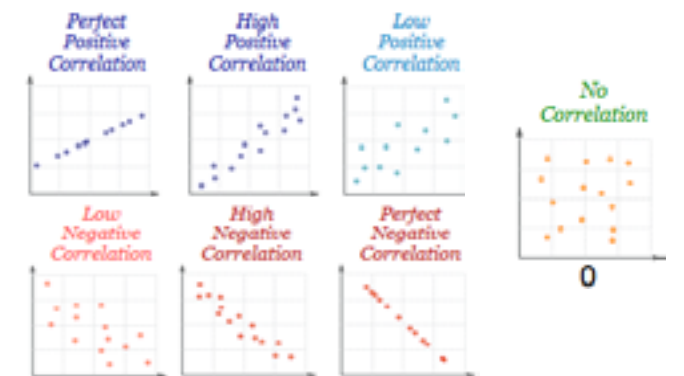 Perfect
Positive
Correlation
High
Positive
Correlation
Low
Positive
Correlation
No
Correlation
0
Low
Negative
Correlation
High
Negative
Correlation
Perfect
Negative
Correlation